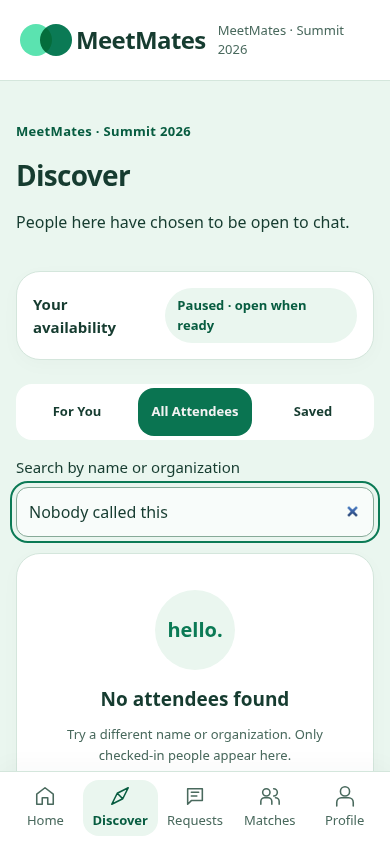 MeetMates
MeetMates · Summit
2026
MeetMates · Summit 2026
Discover
People here have chosen to be open to chat.
Your
availability
Paused · open when
ready
For You
All Attendees
Saved
Search by name or organization
Nobody called this
hello.
No attendees found
Try a different name or organization. Only
checked-in people appear here.
Home
Discover
Requests
Matches
Profile